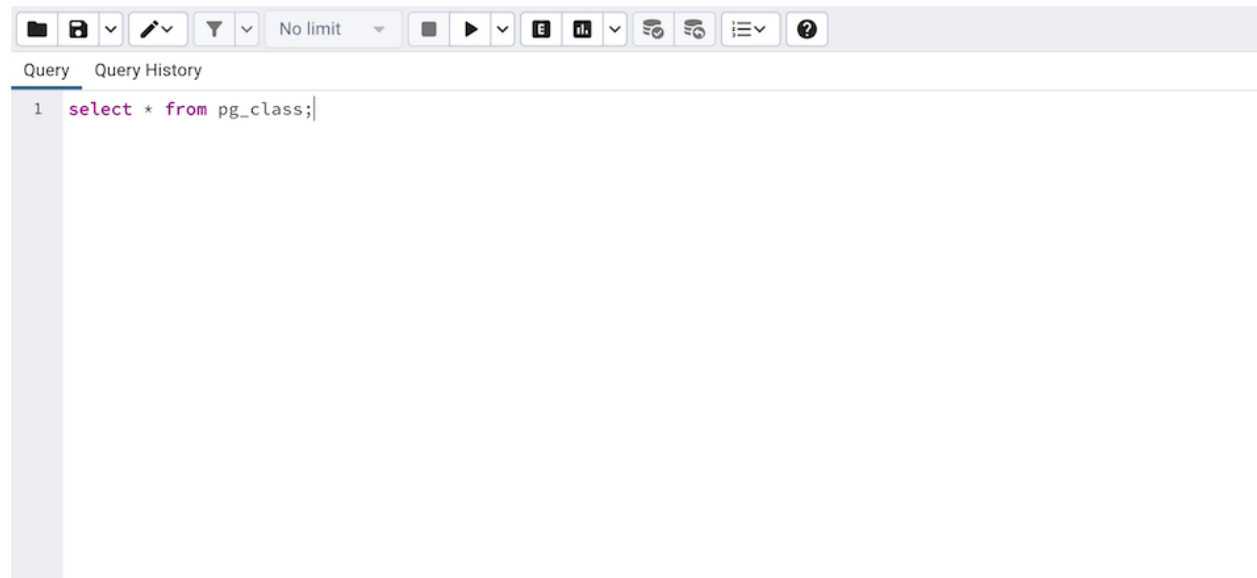 No limit
E
Query Query History
1 select * from pg_class;